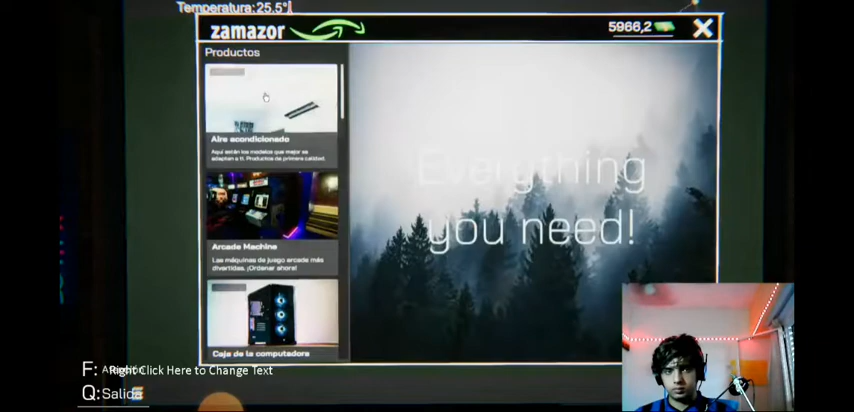 Temperatura:25.5°
zamazor
5966,2
Productos
Aire acondicionado
Aquí están los modelos que mejor se
adaptan a ti. Productos de primera calidad.
Everything
you need!
Arcade Machine
Las máquinas de juego arcade más
divertidas. ¡Ordenar ahora!
Caja de la computadora
F:
Right Click Here to Change Text
Q: Salida